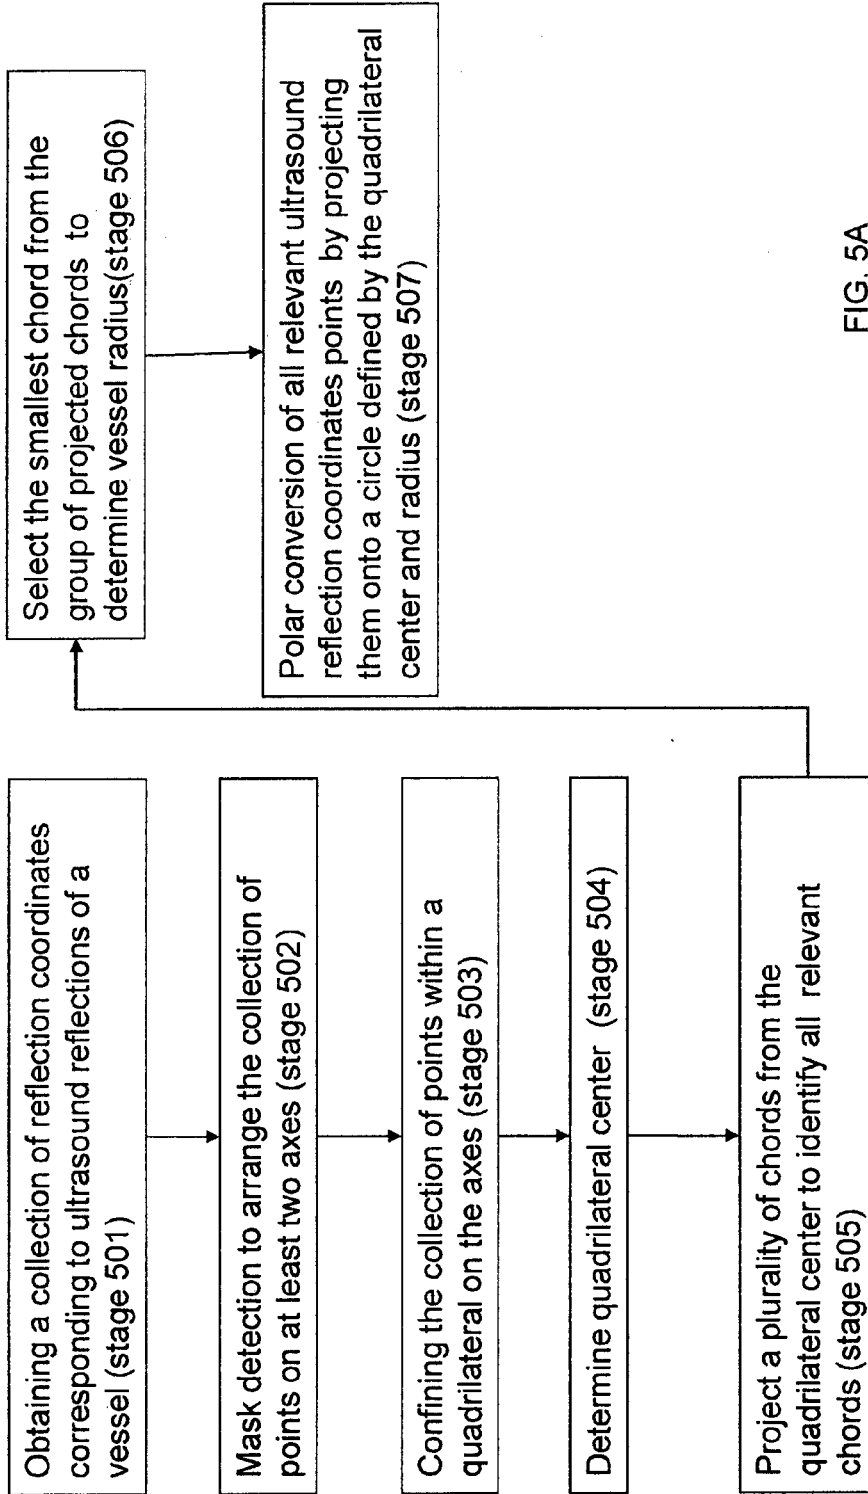 Obtaining a collection of reflection coordinates
corresponding to ultrasound reflections of a
vessel (stage 501)
Mask detection to arrange the collection of
points on at least two axes (stage 502)
Confining the collection of points within a
quadrilateral on the axes (stage 503)
Determine quadrilateral center (stage 504)
Project a plurality of chords from the
quadrilateral center to identify all relevant
chords (stage 505)
Select the smallest chord from the
group of projected chords to
determine vessel radius(stage 506)
Polar conversion of all relevant ultrasound
reflection coordinates points by projecting
them onto a circle defined by the quadrilateral
center and radius (stage 507)
FIG. 5A